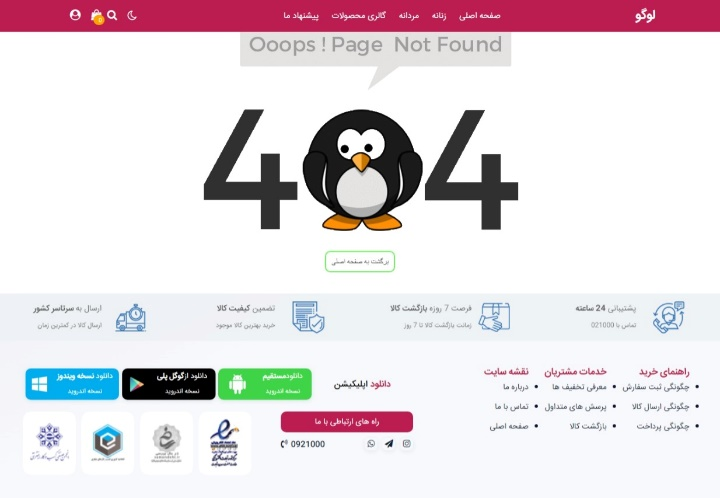 لوگو
صفحه اصلی
زنانه
مردانه
گالری محصولات
پیشنهاد ما
0
Ooops ! Page Not Found
404
برگشت به صفحه اصلی
پشتیبانی 24 ساعته
تماس با 021000
فرصت 7 روزه بازگشت کالا
زمانت بازگشت کالا تا 7 روز
تضمین کیفیت کالا
خرید بهترین کالا موجود
ارسال به سرتاسر کشور
ارسال کالا در کمترین زمان
راهنمای خرید
چگونگی ثبت سفارش
چگونگی ارسال کالا
چگونگی پرداخت
خدمات مشتریان
معرفی تخفیف ها
پرسش های متداول
بازگشت کالا
نقشه سایت
درباره ما
تماس با ما
صفحه اصلی
دانلود اپلیکیشن
راه های ارتباطی با ما
0921000
دانلودمستقیم
نسخه اندروید
دانلود ازگوگل پلی
نسخه اندروید
دانلود نسخه ویندوز
نسخه اندروید